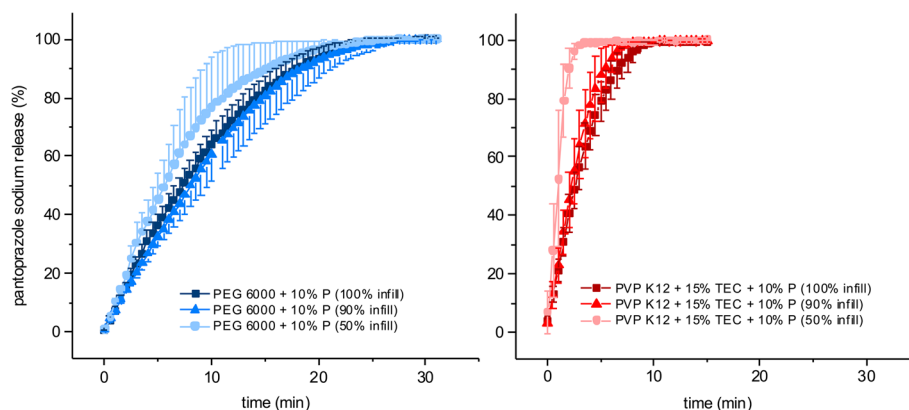 100
80
60
40
20
0
pantoprazole sodium release (%)
PEG 6000 + 10% P (100% infill)
PEG 6000 + 10% P (90% infill)
PEG 6000 + 10% P (50% infill)
0 10 20 30
time (min)
100
80
60
40
20
0
PVP K12 + 15% TEC + 10% P (100% infill)
PVP K12 + 15% TEC + 10% P (90% infill)
PVP K12 + 15% TEC + 10% P (50% infill)
0 10 20 30
time (min)